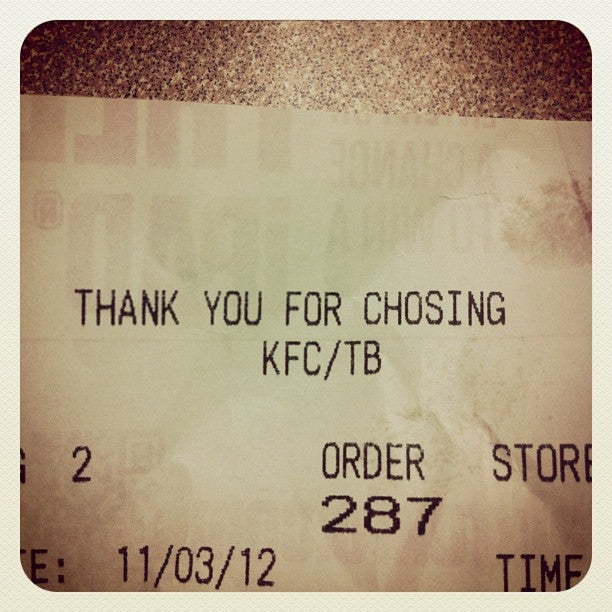 THANK YOU FOR CHOSING
KFC/TB
2 ORDER STORE
287
E: 11/03/12 TIME